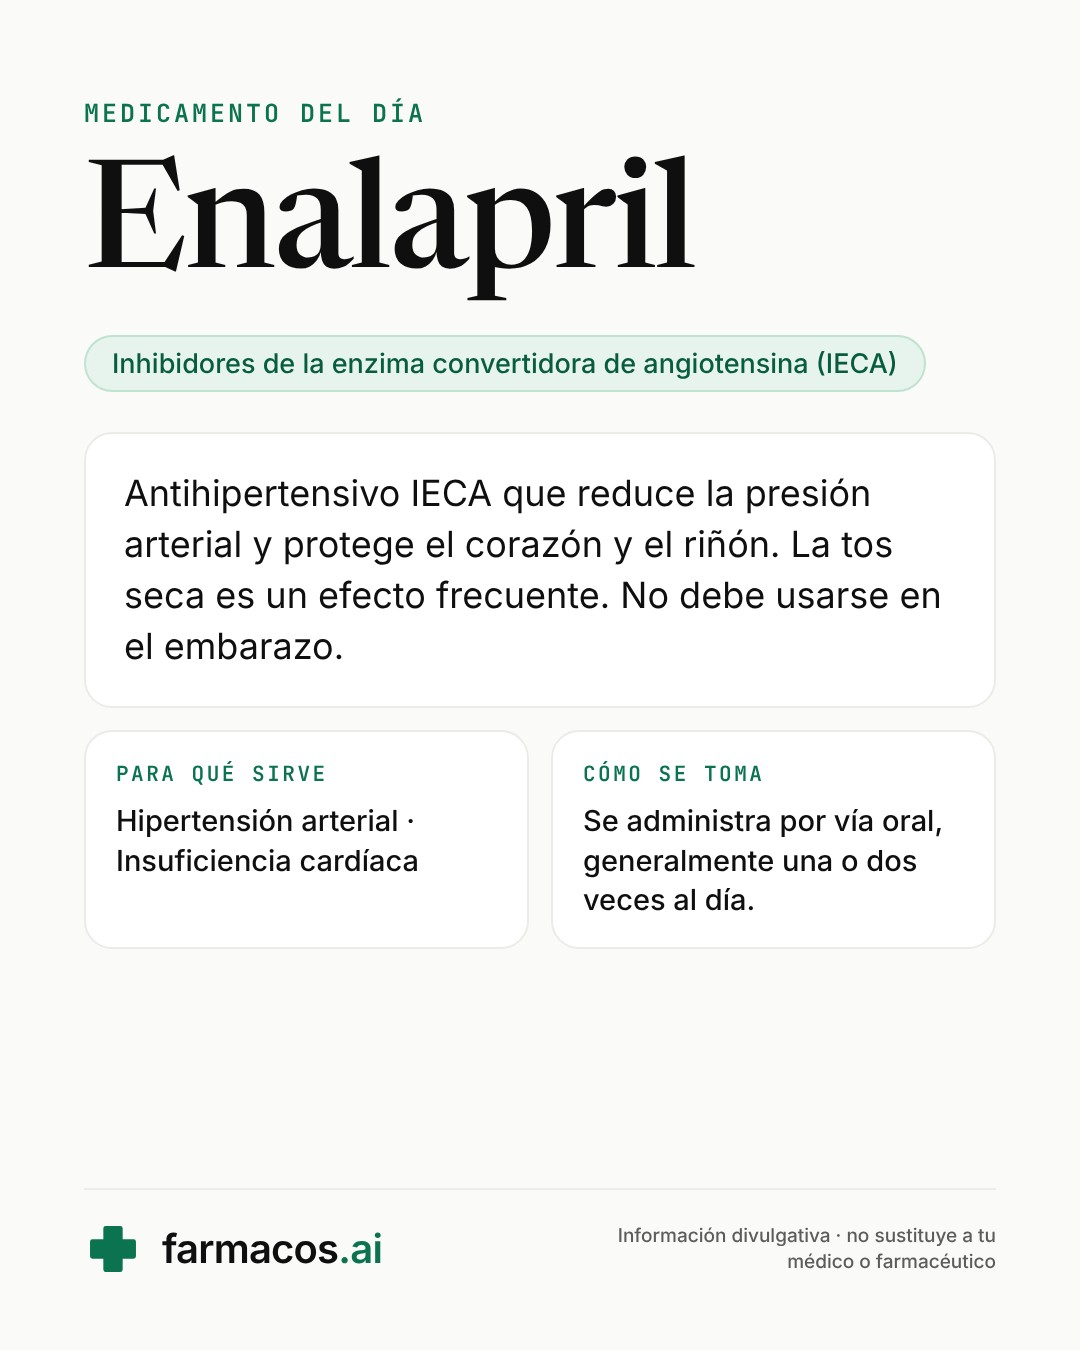 MEDICAMENTO DEL DÍA
Enalapril
Inhibidores de la enzima convertidora de angiotensina (IECA)
Antihipertensivo IECA que reduce la presión
arterial y protege el corazón y el riñón. La tos
seca es un efecto frecuente. No debe usarse en
el embarazo.
PARA QUÉ SIRVE
Hipertensión arterial ·
Insuficiencia cardíaca
CÓMO SE TOMA
Se administra por vía oral,
generalmente una o dos
veces al día.
farmacos.ai
Información divulgativa · no sustituye a tu
médico o farmacéutico